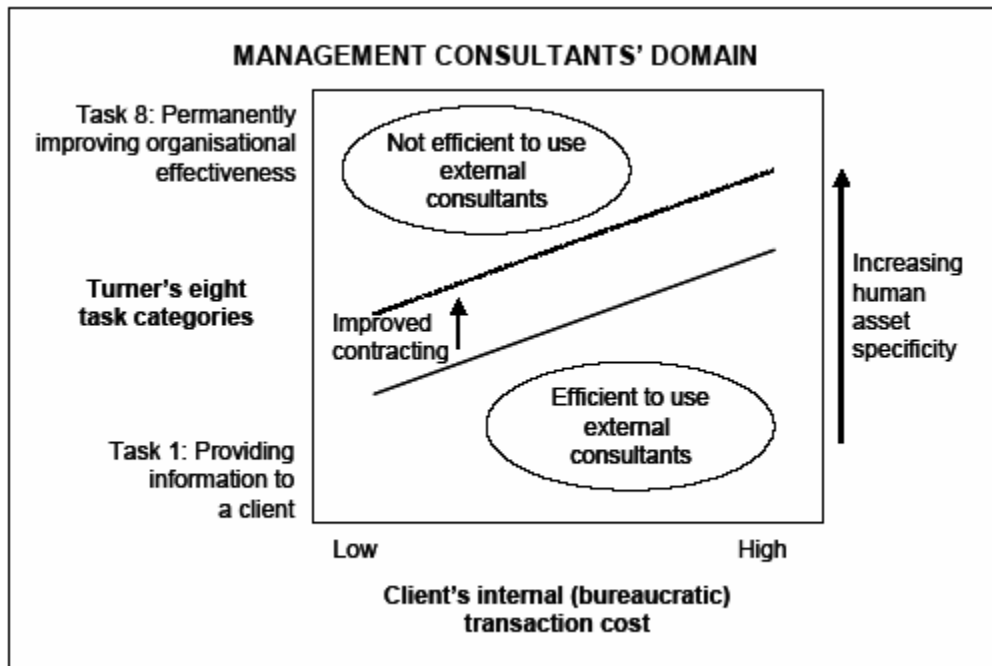 MANAGEMENT CONSULTANTS' DOMAIN
Task 8: Permanently
improving organisational
effectiveness
Not efficient to use
external
consultants
Turner's eight
task categories
Improved
contracting
Increasing
human
asset
specificity
Efficient to use
external
consultants
Task 1: Providing
information to
a client
Low
High
Client's internal (bureaucratic)
transaction cost